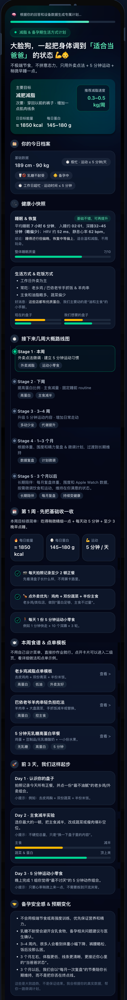 根据你的回答和设备数据生成专属计划...
减脂 & 备孕期生活方式计划
大脸狗，一起把身体调到「适合当
爸爸」 的状态 💪👶
不极端节食，不拼意志力，只用外卖点法 + 5 分钟运动 +
稍微早睡一点。
主要目标
减肥减脂
次要：穿回以前的裤子 · 增加一
点肌肉线条
推荐减脂速度
0.3–0.5
kg/周
日目标能量
每日蛋白
≈ 1850 kcal
145–180 g
你的今日档案
基础数据
189 cm · 90 kg
⏱ 极忙 · 运动 ≤ 5 分钟/天
🥛🚫 乳糖不耐受
👶 备孕中
⏱ 工作日超忙 · 运动时间 ≤ 5 分钟
健康小快照
睡眠 & 恢复
基础不错，可再提升
平均睡眠 7 小时 6 分钟， 入睡约 02:01，深睡32–45
分钟（略偏少）；HRV 约 52 ms，静息心率 62 bpm。
结论：睡得还行但偏晚，恢复中等偏上，适合温和减脂，不用
玩命。
整体睡眠质量
7/10
生活方式 & 吃饭方式
• 工作日外卖为主
• 常吃：老乡鸡 / 巴依老爷手抓饭 & 羊肉串
• 主食和油脂略多，蔬菜偏少
好消息：这些店都有优质蛋白，我们主要动的是“油和主食”的
小手脚。
现在的盘子
我们想要的盘子
接下来几周大概路线图
Stage 1 · 本周
外卖点法微调 · 建立 5 分钟运动习惯
外卖减脂
运动小零食
Stage 2 · 下周
提高蛋白比例 · 主食减量 · 固定睡前 routine
高蛋白
主食减半
Stage 3 · 3–4 周
升级 5 分钟运动内容 · 增加日常走动
多动少坐
代谢提升
Stage 4 · 1–3 个月
根据体重、围度和精力复盘 & 微调计划，过渡到长期维
持
数据复盘
计划微调
Stage 5 · 3 个月以后
长期陪伴：每月复盘体重、围度和 Apple Watch 数据，
按需微调饮食和运动，维持在你满意的状态。
长期陪伴
每月复盘
持续变健康
第 1 周 · 先把基础收一收
本周目标很简单：吃得稍微精细一点 + 每天动 5 分钟 + 至少 3
晚早点睡。
🔥 每日能量
≈ 1850
kcal
🥚 每日蛋白
145–180 g
💪 运动
5 分钟 / 天
📷 每天拍照记录至少 2 顿正餐
先看清盘子长什么样，不用算卡路里。
🍗 点外卖优先：鸡肉 + 双份蔬菜 + 半份主食
老乡鸡/类似店，做到“蛋白足够，主食不过量”。
🚶 每天 1 份 5 分钟运动小零食
例如 1 分钟快走 + 10 个深蹲 × 3 轮。
本周食谱 & 点单模板
不用自己设计菜单，直接抄作业就行。点开卡片可以进入二级
页，看详细做法和点单示例。
老乡鸡减脂点单模板
去皮鸡肉 + 双份青菜 + 半份米饭。
查看 >
高蛋白
低油
外卖友好
巴依老爷羊肉串轻负担吃法
羊肉串 + 大盘蔬菜，手抓饭减半或替换。
查看 >
高蛋白
控主食
5 分钟无乳糖高蛋白早餐
鸡蛋 + 豆制品/无乳糖酸奶 + 一小份水果。
查看 >
无乳糖
高蛋白
5 分钟
前 3 天，我们这样起步
Day 1 · 认识你的盘子
拍照记录今天所有正餐，并点一份“最不油腻”的老乡鸡/外
卖组合。
小提示：例如：去皮鸡胸 + 双份蔬菜 + 半份米饭。
Day 2 · 主食减半实验
选你最大的一顿，把主食减半，改成蔬菜或瘦肉填补空
位。
小提示：不硬控总量，只是“换一下盘子里的内容”。
主食
减半
蔬菜 & 蛋白
顶上来
Day 3 · 5 分钟运动小零食
晚上完成 1 组你觉得“最不讨厌”的 5 分钟动作组合。
小提示：只要心率稍微上来一点，不需要练到汗流浃背。
备孕安全感 & 预期变化
• 不会用极端节食或高强度训练，优先保证营养和精
力。
• 乳糖不耐受会避开含乳食物，备孕相关问题建议与医
生确认。
• 3–4 周内，很多人会看到体重小幅下降、裤腰略松、
饭后没那么困。
• 3 个月左右，体脂更低、线条更清晰，更接近你心里
的“当爸爸状态”。
• 3 个月以后，我们会以“每月一次复盘”的节奏陪你长
期维持，而不是把你丢在终点线。
这些是大致趋势，不是保证结果。我会根据你的真实数据，帮
你一路微调计划。